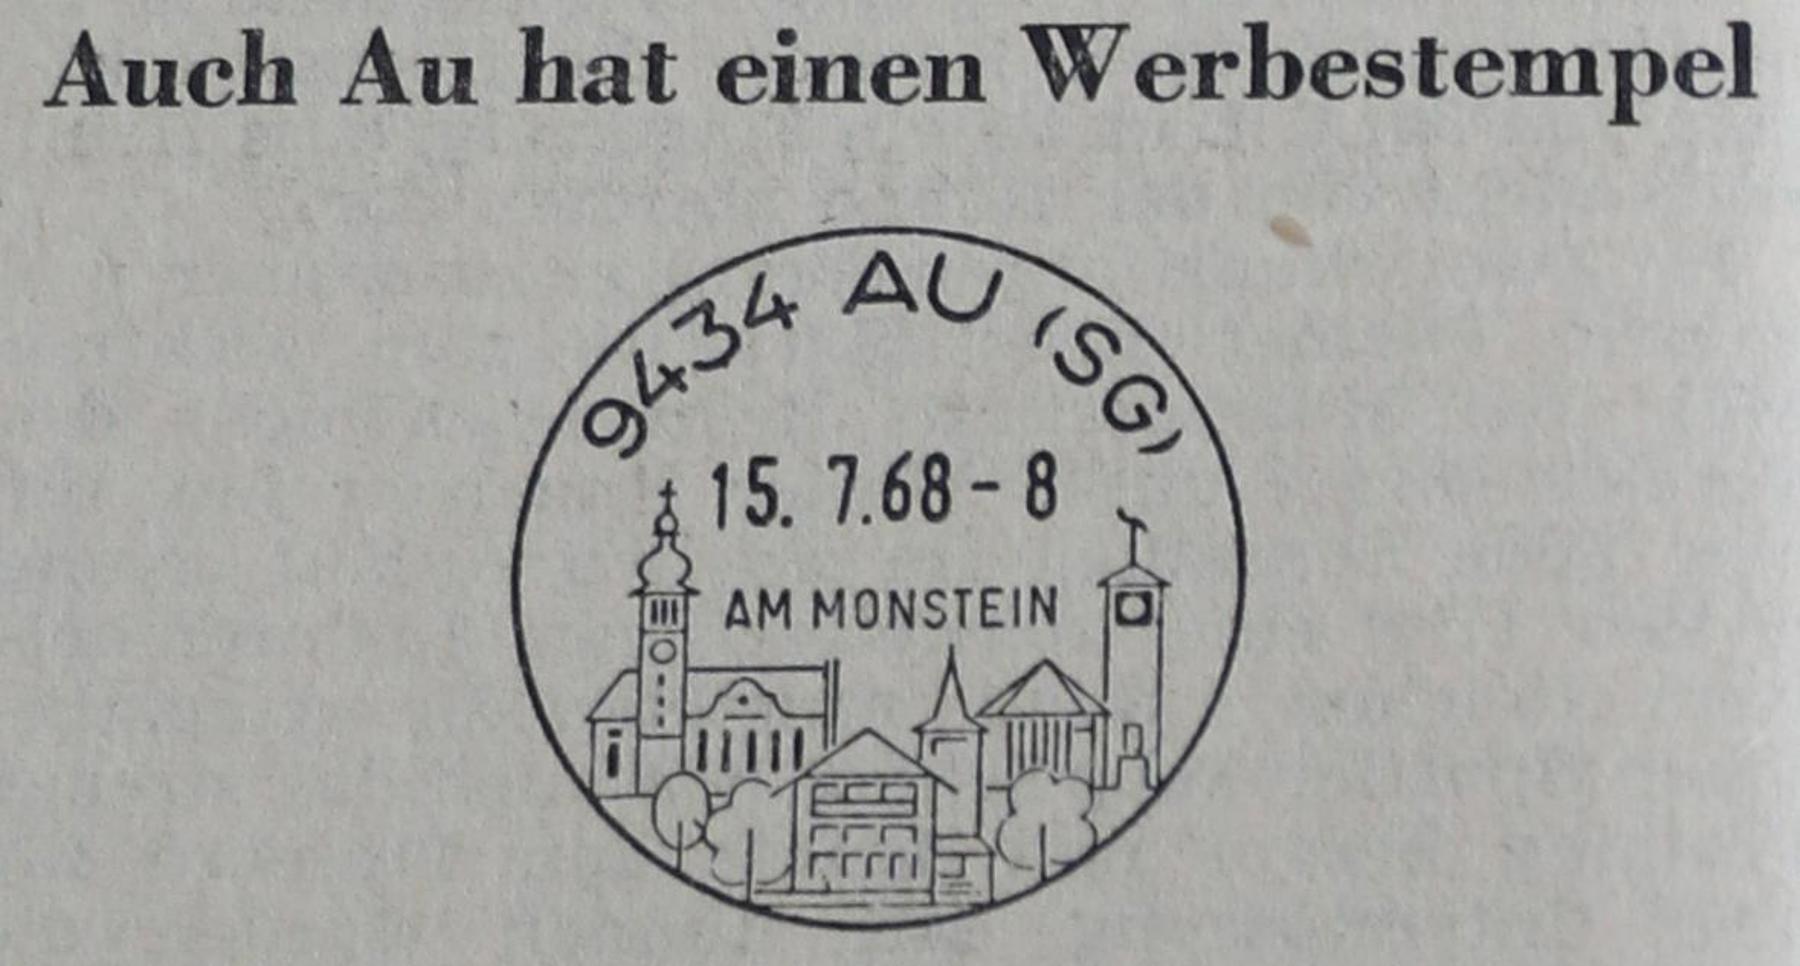 Auch Au hat einen Werbestempel
9434 AU (SG)
15. 7.68 - 8
AM MONSTEIN